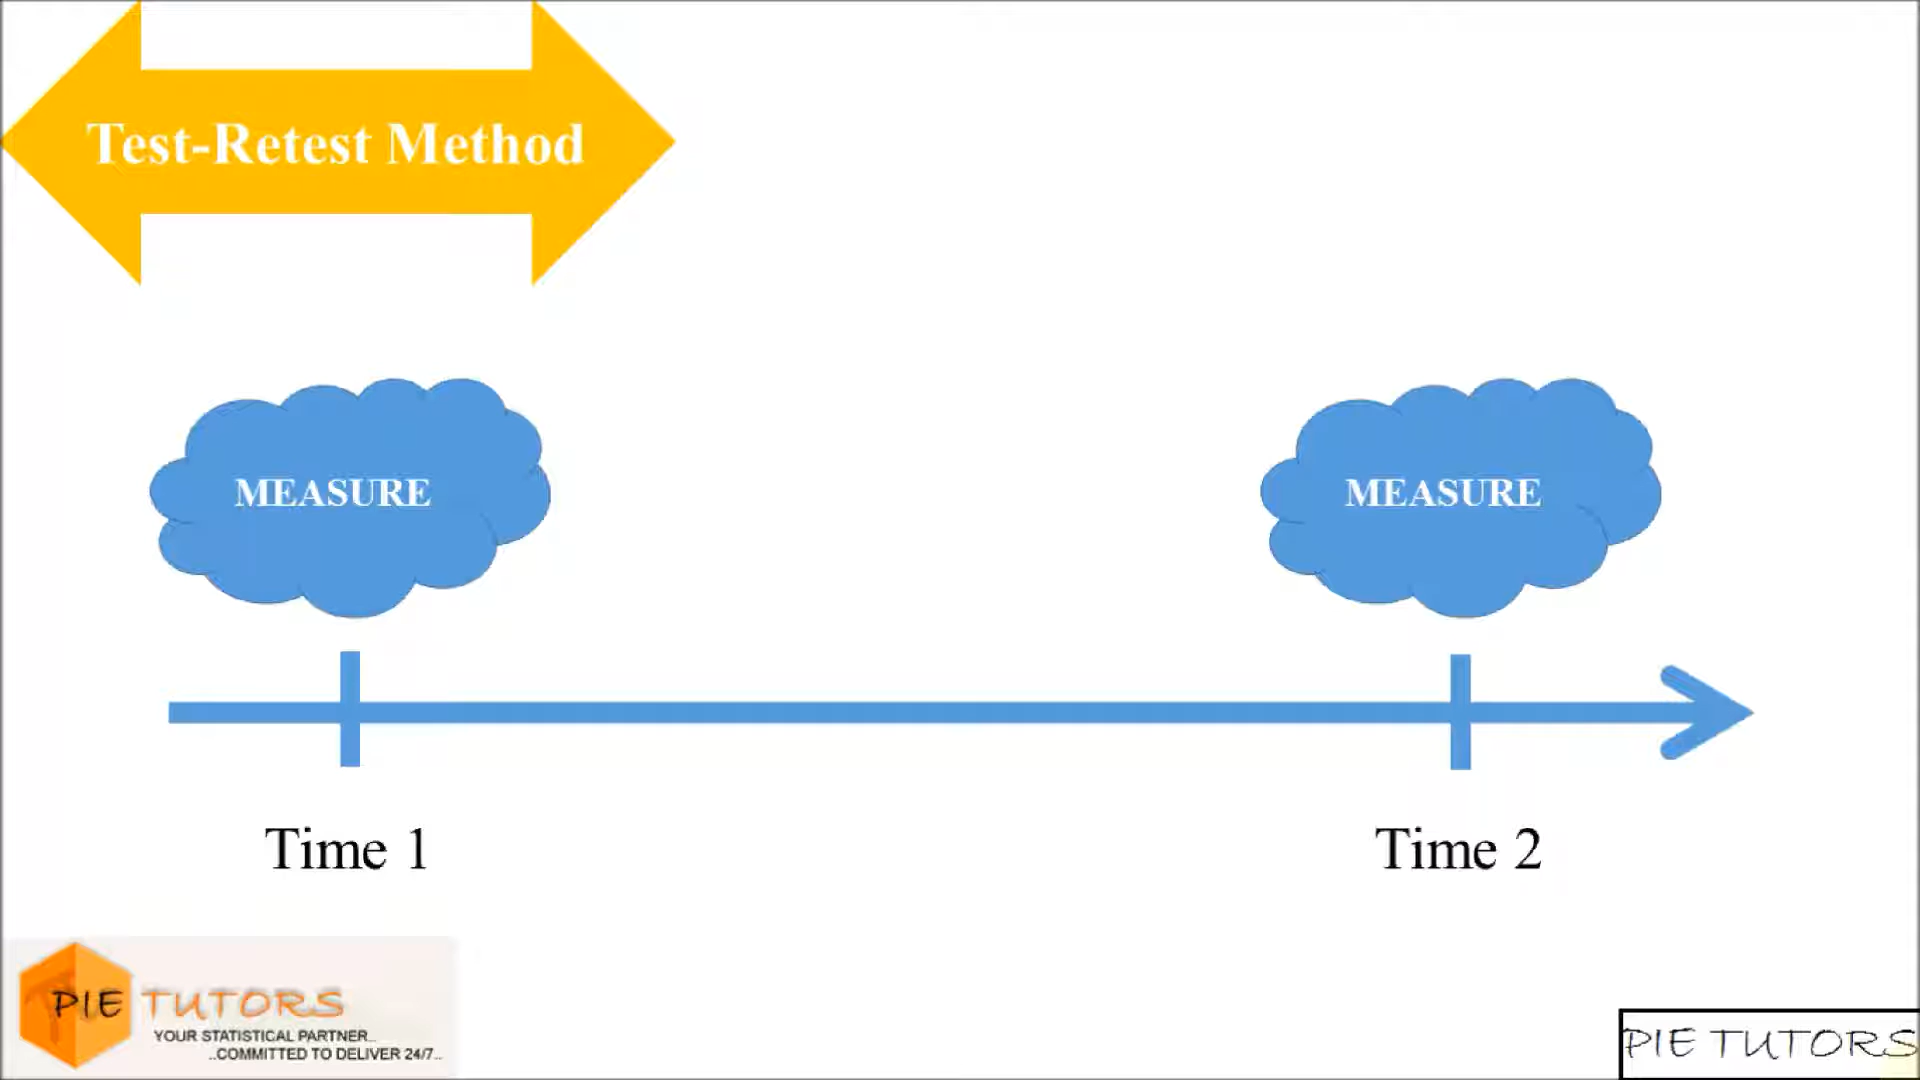 Test-Retest Method
MEASURE
MEASURE
Time 1
Time 2
PIE TUTORS
YOUR STATISTICAL PARTNER..
..COMMITTED TO DELIVER 24/7..
PIE TUTORS